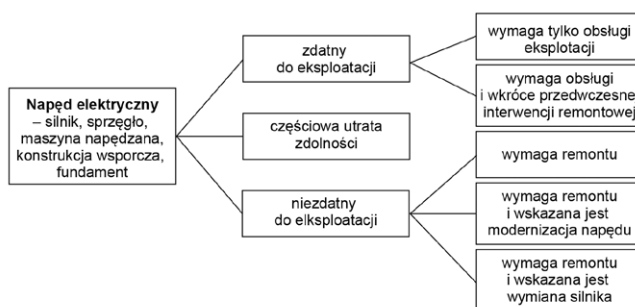 Napęd elektryczny
– silnik, sprzęgło,
maszyna napędzana,
konstrukcja wsporcza,
fundament
zdatny
do eksploatacji
częściowa utrata
zdolności
niezdatny
do elksploatacji
wymaga tylko obsługi
eksplotacji
wymaga obsługi
i wkróce przedwczesne
interwencji remontowej
wymaga remontu
wymaga remontu
i wskazana jest
modernizacja napędu
wymaga remontu
i wskazana jest
wymiana silnika